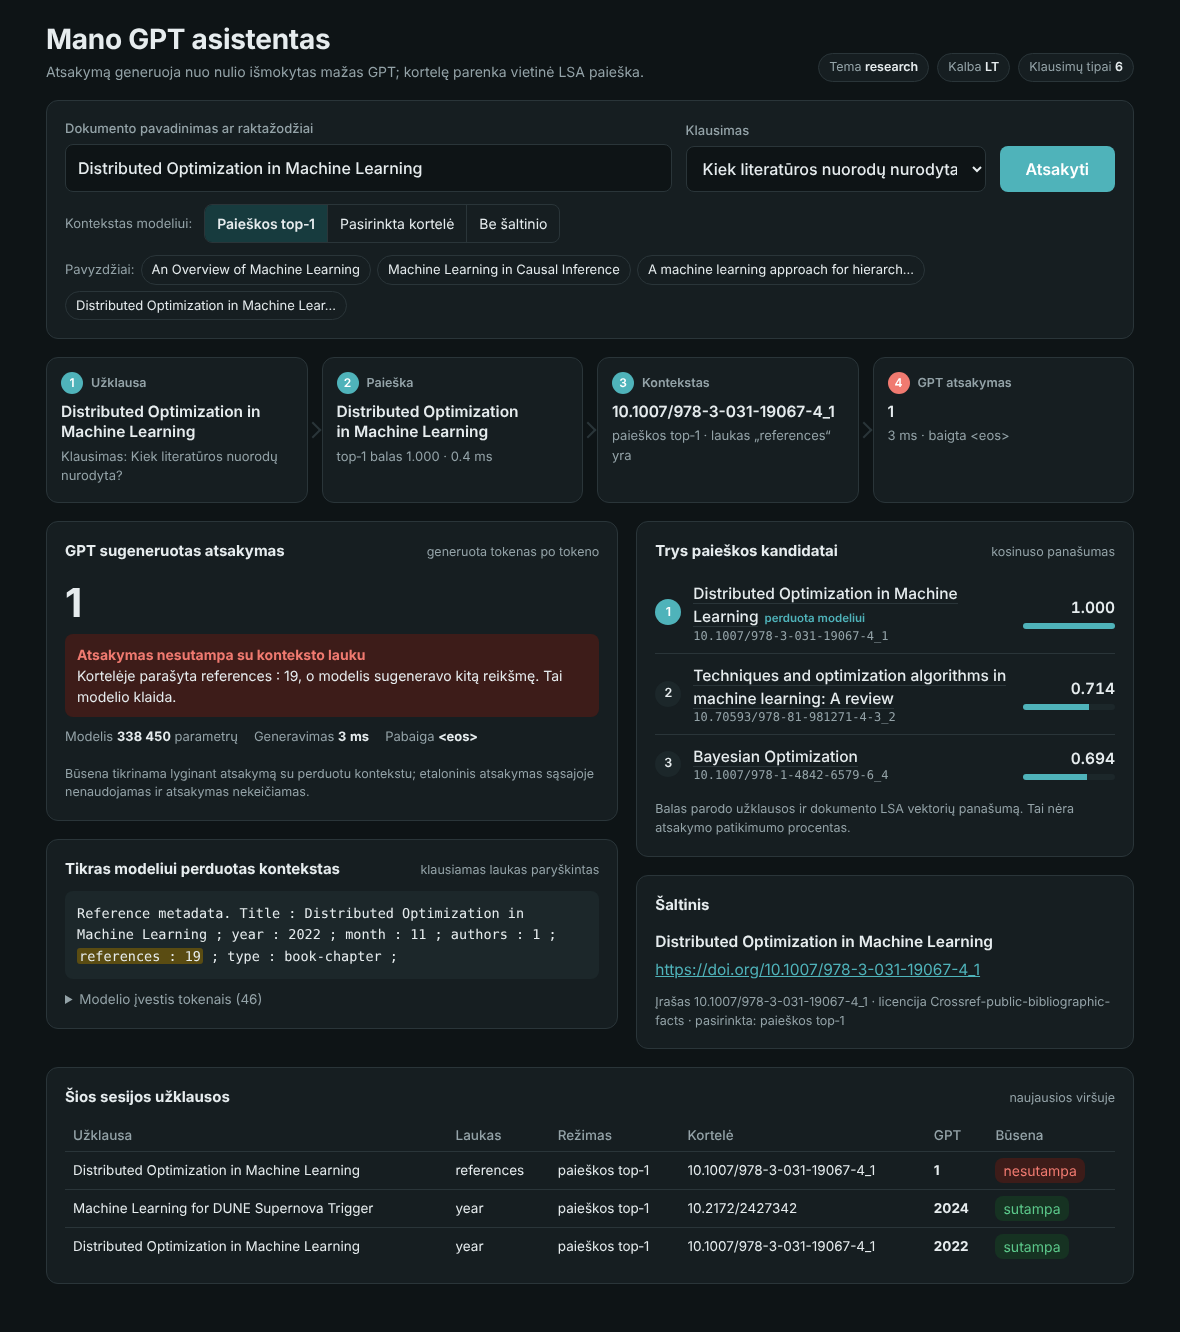 Mano GPT asistentas
Atsakymą generuoja nuo nulio išmokytas mažas GPT; kortelę parenka vietinė LSA paieška.
Tema research
Kalba LT
Klausimų tipai 6
Dokumento pavadinimas ar raktažodžiai
Distributed Optimization in Machine Learning
Klausimas
Kiek literatūros nuorodų nurodyta
Atsakyti
Kontekstas modeliui:
Paieškos top-1
Pasirinkta kortelė
Be šaltinio
Pavyzdžiai:
An Overview of Machine Learning
Machine Learning in Causal Inference
A machine learning approach for hierarch...
Distributed Optimization in Machine Lear...
1 Užklausa
Distributed Optimization in
Machine Learning
Klausimas: Kiek literatūros nuorodų
nurodyta?
2 Paieška
Distributed Optimization
in Machine Learning
top-1 balas 1.000 · 0.4 ms
3 Kontekstas
10.1007/978-3-031-19067-4_1
paieškos top-1 · laukas „references“
yra
4 GPT atsakymas
1
3 ms · baigta <eos>
GPT sugeneruotas atsakymas
generuota tokenas po tokeno
1
Atsakymas nesutampa su konteksto lauku
Kortelėje parašyta references : 19, o modelis sugeneravo kitą reikšmę. Tai
modelio klaida.
Modelis 338 450 parametrų Generavimas 3 ms Pabaiga <eos>
Būsena tikrinama lyginant atsakymą su perduotu kontekstu; etaloninis atsakymas sąsajoje
nenaudojamas ir atsakymas nekeičiamas.
Trys paieškos kandidatai
kosinuso panašumas
1
Distributed Optimization in Machine
Learning perduota modeliui
10.1007/978-3-031-19067-4_1
1.000
2
Techniques and optimization algorithms in
machine learning: A review
10.70593/978-81-981271-4-3_2
0.714
3
Bayesian Optimization
10.1007/978-1-4842-6579-6_4
0.694
Balas parodo užklausos ir dokumento LSA vektorių panašumą. Tai nėra
atsakymo patikimumo procentas.
Tikras modeliui perduotas kontekstas
klausiamas laukas paryškintas
Reference metadata. Title : Distributed Optimization in
Machine Learning ; year : 2022 ; month : 11 ; authors : 1 ;
references : 19 ; type : book-chapter ;
Modelio įvestis tokenais (46)
Šaltinis
Distributed Optimization in Machine Learning
https://doi.org/10.1007/978-3-031-19067-4_1
Įrašas 10.1007/978-3-031-19067-4_1 · licencija Crossref-public-bibliographic-
facts · pasirinkta: paieškos top-1
Šios sesijos užklausos
naujausios viršuje
Užklausa Laukas Režimas Kortelė GPT Būsena
Distributed Optimization in Machine Learning references paieškos top-1 10.1007/978-3-031-19067-4_1 1 nesutampa
Machine Learning for DUNE Supernova Trigger year paieškos top-1 10.2172/2427342 2024 sutampa
Distributed Optimization in Machine Learning year paieškos top-1 10.1007/978-3-031-19067-4_1 2022 sutampa